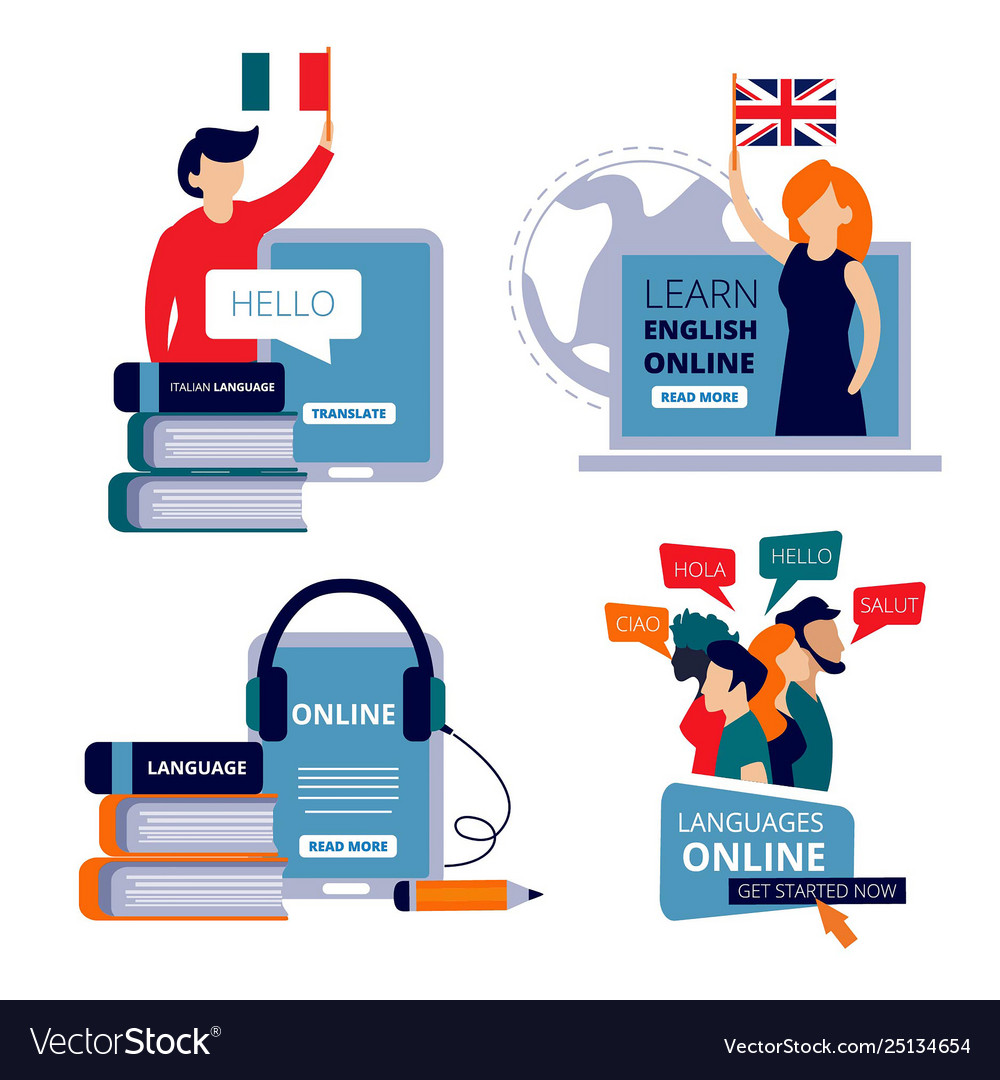 HELLO
ITALIAN LANGUAGE
TRANSLATE
LEARN
ENGLISH
ONLINE
READ MORE
ONLINE
LANGUAGE
READ MORE
HOLA
HELLO
CIAO
SALUT
LANGUAGES
ONLINE
GET STARTED NOW
VectorStock®
VectorStock.com/25134654